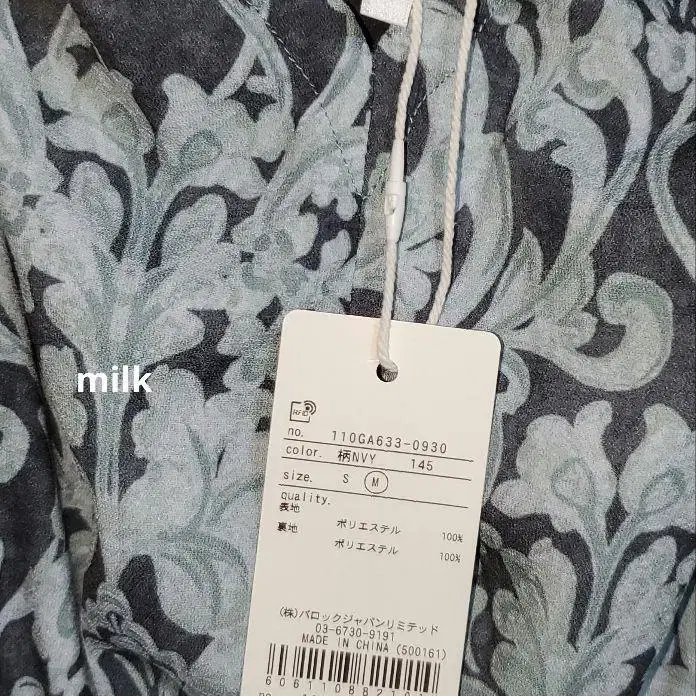 milk
RFID
no. 110GA633-0930
color. 柄NVY 145
size. S M
quality.
表地
ポリエステル 100%
裏地
ポリエステル 100%
(株)バロックジャパンリミテッド
03-6730-9191
MADE IN CHINA (500161)